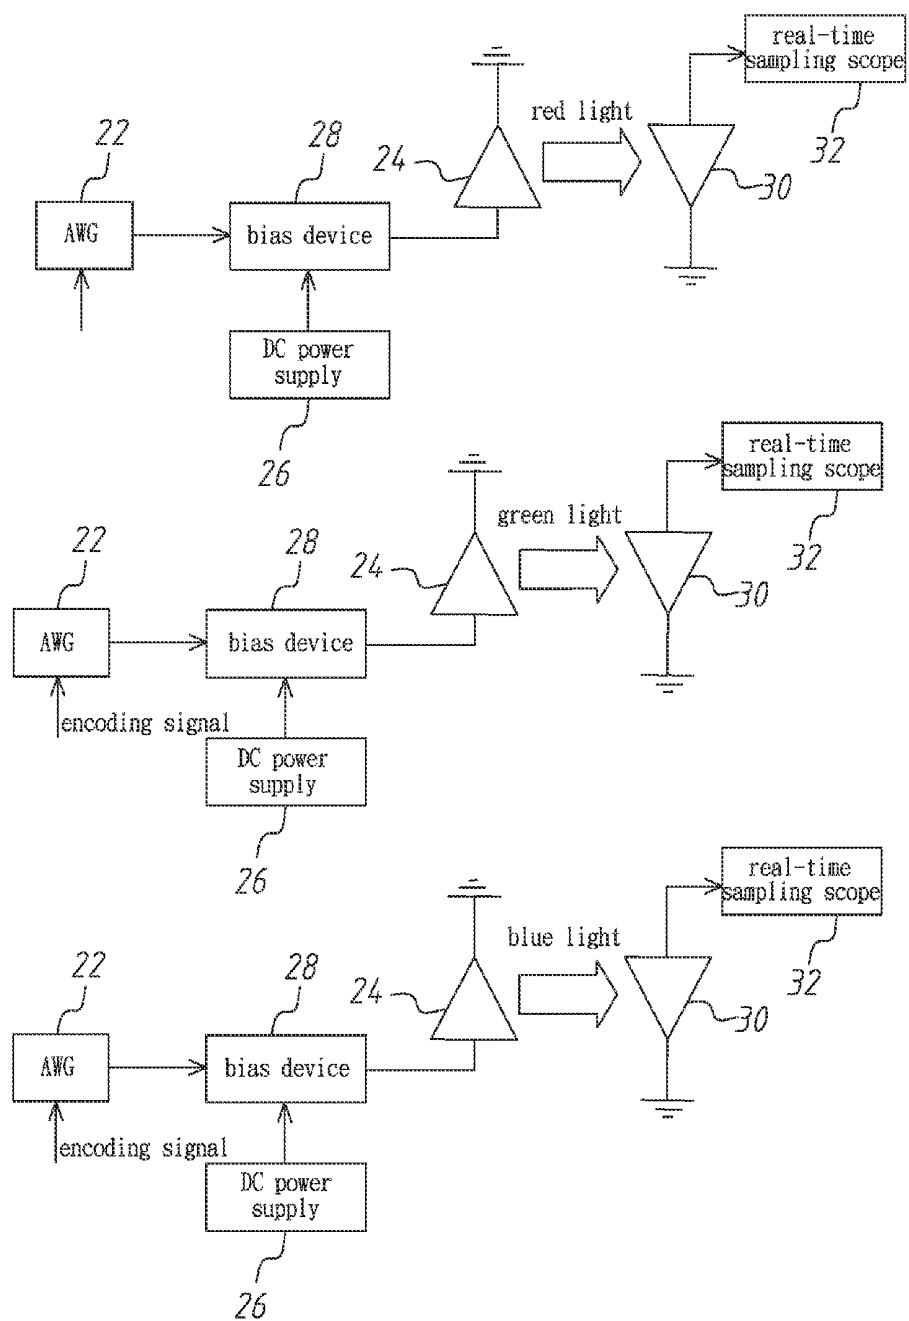 real-time
sampling scope
32
red light
24
30
22
28
AWG
bias device
DC power
supply
26
real-time
sampling scope
32
green light
24
30
22
28
AWG
bias device
encoding signal
DC power
supply
26
real-time
sampling scope
32
blue light
24
30
22
28
AWG
bias device
encoding signal
DC power
supply
26